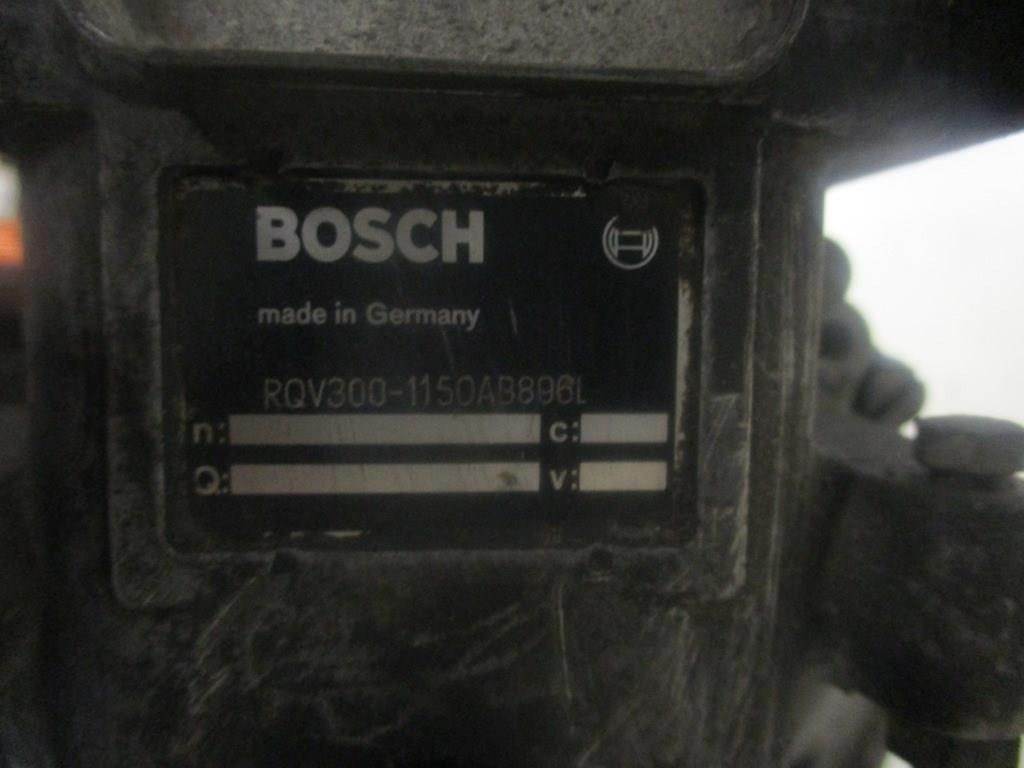 BOSCH
made in Germany
RQV300-1150AB896L
n: c:
Q: v: